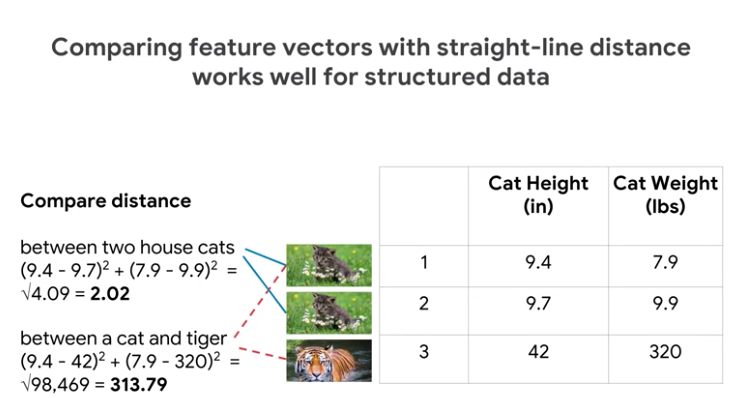 Comparing feature vectors with straight-line distance
works well for structured data
Compare distance
between two house cats
(9.4 - 9.7)² + (7.9 - 9.9)² =
√4.09 = 2.02
between a cat and tiger
(9.4 - 42)² + (7.9 - 320)² =
√98,469 = 313.79
Cat Height (in) Cat Weight (lbs)
1 9.4 7.9
2 9.7 9.9
3 42 320